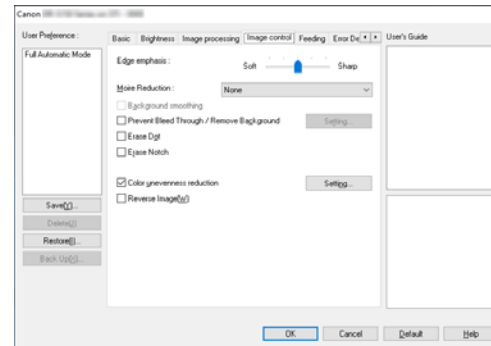 Canon
User Preference :
Full Automatic Mode
Save(Y)...
Delete(J)
Restore(I)...
Back Up(G)...
Basic Brightness Image processing Image control Feeding Error De
Edge emphasis : Soft Sharp
Moire Reduction : None
Background smoothing
Prevent Bleed Through / Remove Background Setting...
Erase Dot
Erase Notch
Color unevenness reduction Setting...
Reverse Image(W)
User's Guide
OK Cancel Default Help